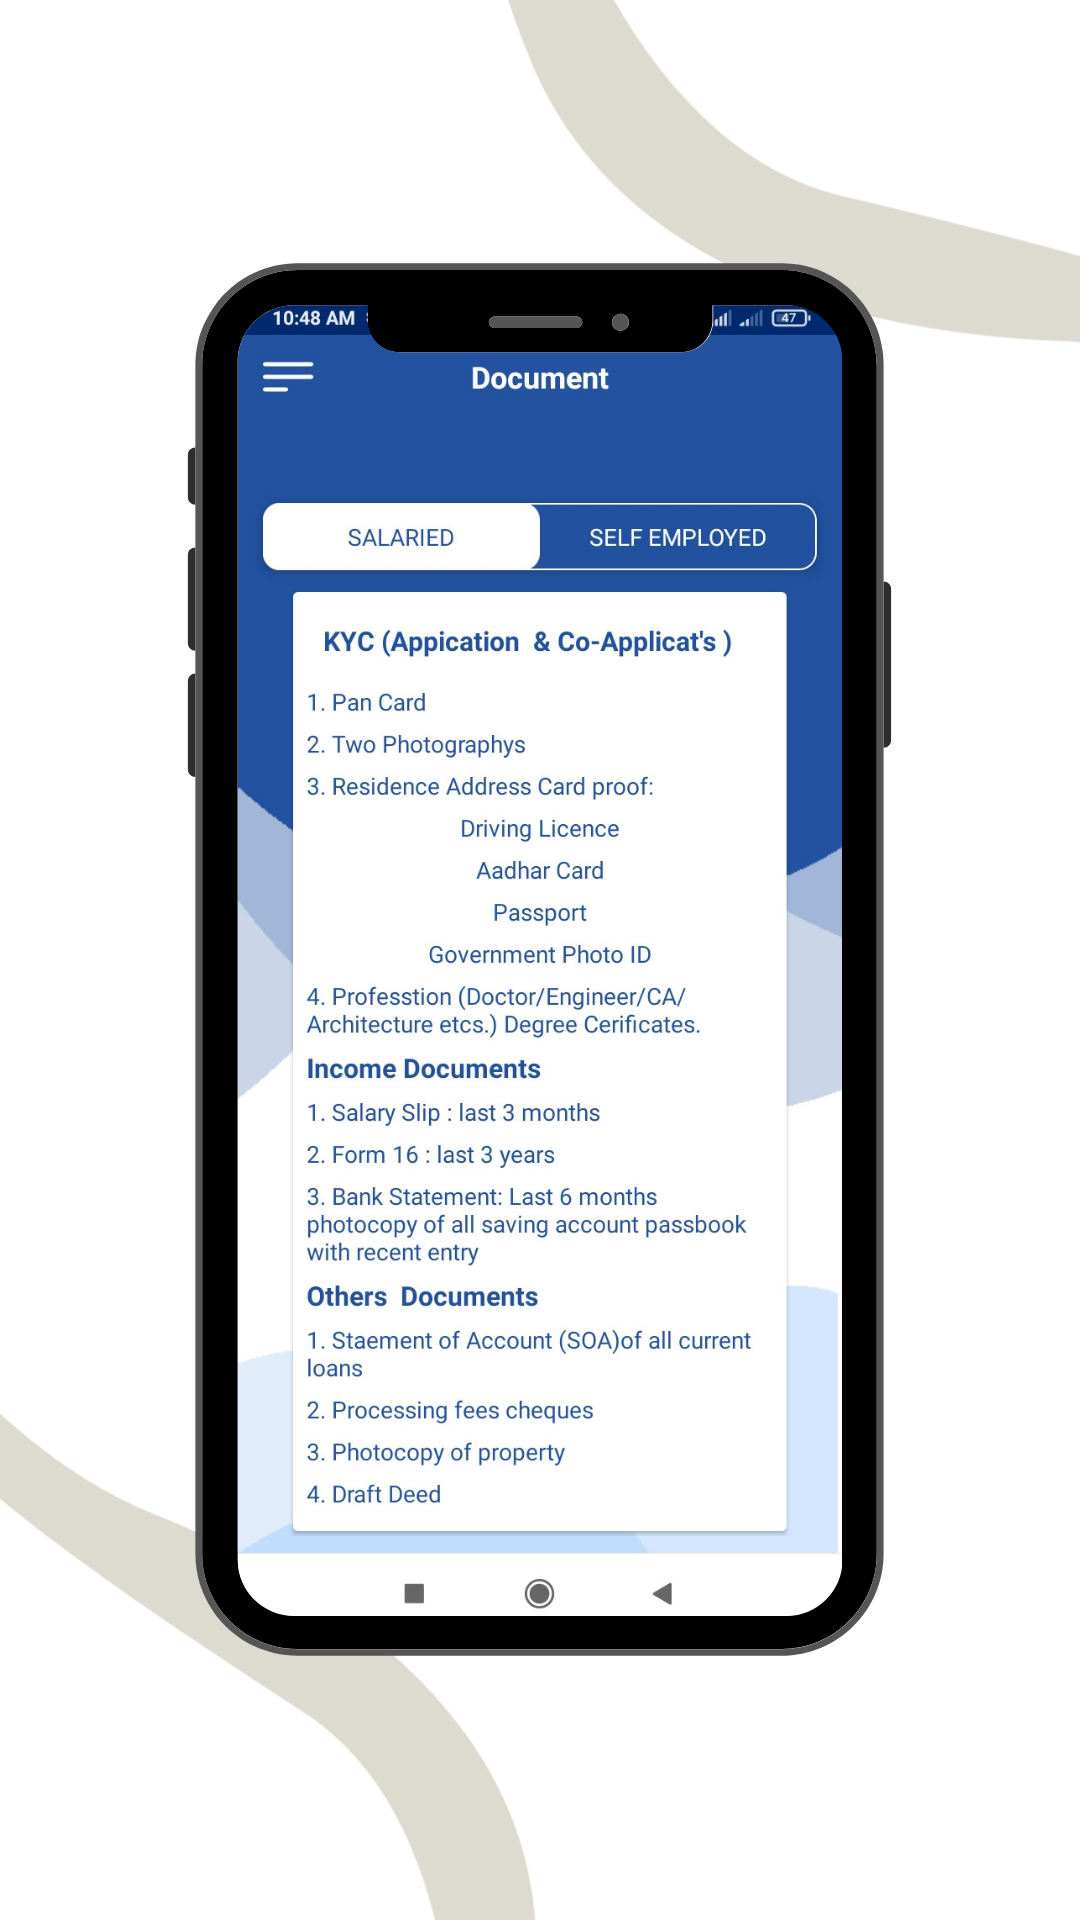 10:48 AM
47
Document
SALARIED
SELF EMPLOYED
KYC (Appication  & Co-Applicat's )
1. Pan Card
2. Two Photographys
3. Residence Address Card proof:
Driving Licence
Aadhar Card
Passport
Government Photo ID
4. Professtion (Doctor/Engineer/CA/
Architecture etcs.) Degree Cerificates.
Income Documents
1. Salary Slip : last 3 months
2. Form 16 : last 3 years
3. Bank Statement: Last 6 months
photocopy of all saving account passbook
with recent entry
Others  Documents
1. Staement of Account (SOA)of all current
loans
2. Processing fees cheques
3. Photocopy of property
4. Draft Deed